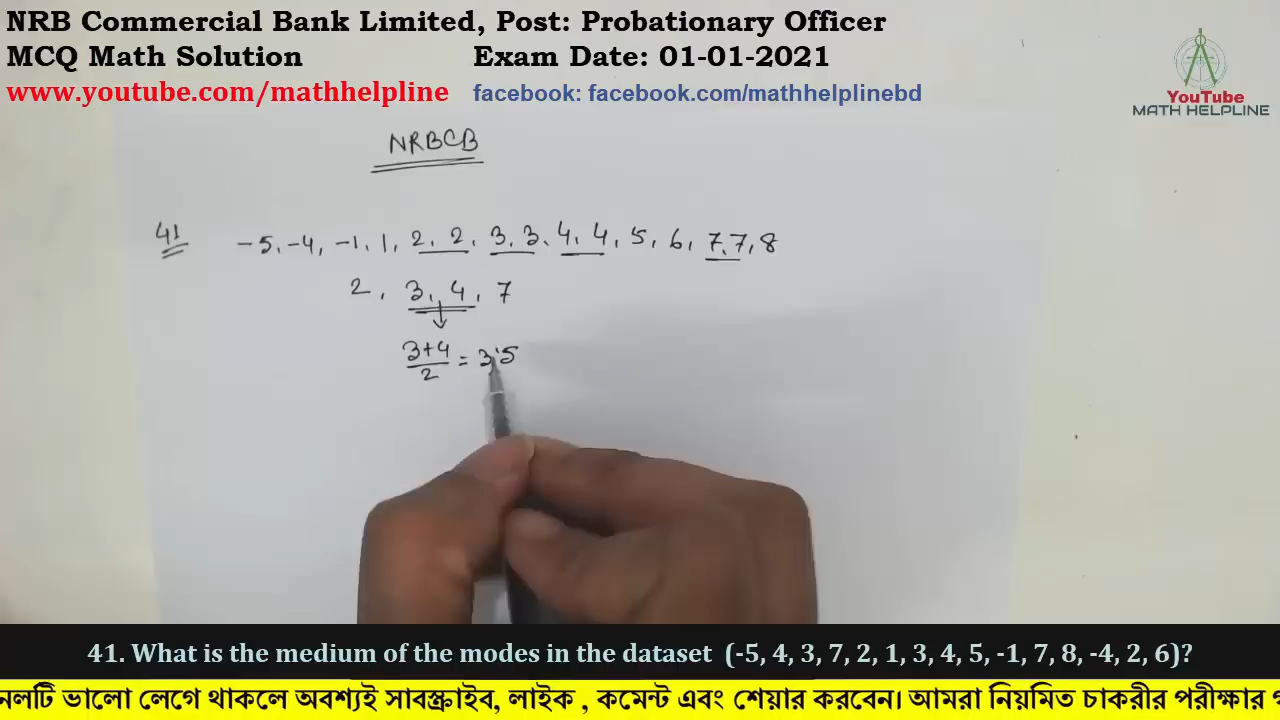 NRB Commercial Bank Limited, Post: Probationary Officer
MCQ Math Solution Exam Date: 01-01-2021
www.youtube.com/mathhelpline facebook: facebook.com/mathhelplinebd
YouTube
MATH HELPLINE
NRBCB
41 -5, -4, -1, 1, 2, 2, 3, 3, 4, 4, 5, 6, 7, 7, 8
2, 3, 4, 7
3+4/2 = 3.5
41. What is the medium of the modes in the dataset (-5, 4, 3, 7, 2, 1, 3, 4, 5, -1, 7, 8, -4, 2, 6)?
নলটি ভালো লেগে থাকলে অবশ্যই সাবস্ক্রাইব, লাইক , কমেন্ট এবং শেয়ার করবেন। আমরা নিয়মিত চাকরীর পরীক্ষার